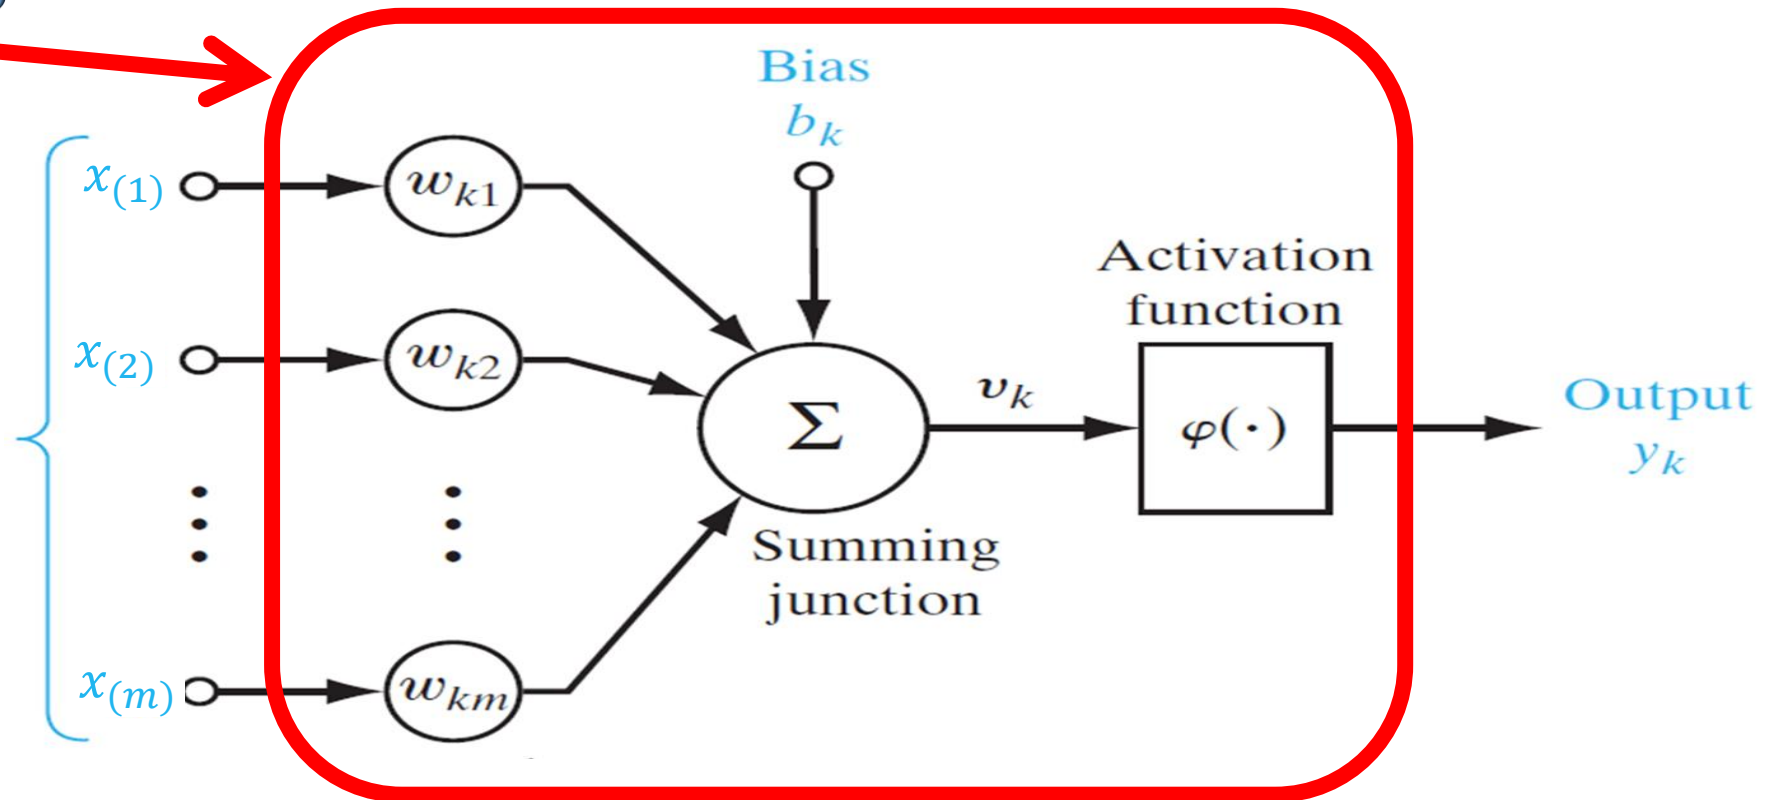 Bias
b_k
x_(1)
w_k1
Activation
function
x_(2)
w_k2
Σ
v_k
φ(·)
Output
y_k
Summing
junction
x_(m)
w_km